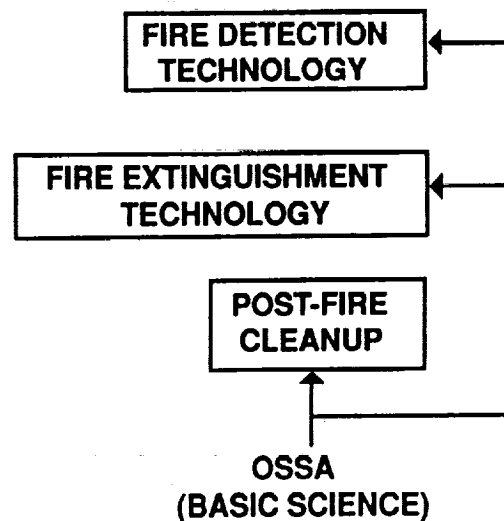 FIRE DETECTION
TECHNOLOGY
FIRE EXTINGUISHMENT
TECHNOLOGY
POST-FIRE
CLEANUP
OSSA
(BASIC SCIENCE)